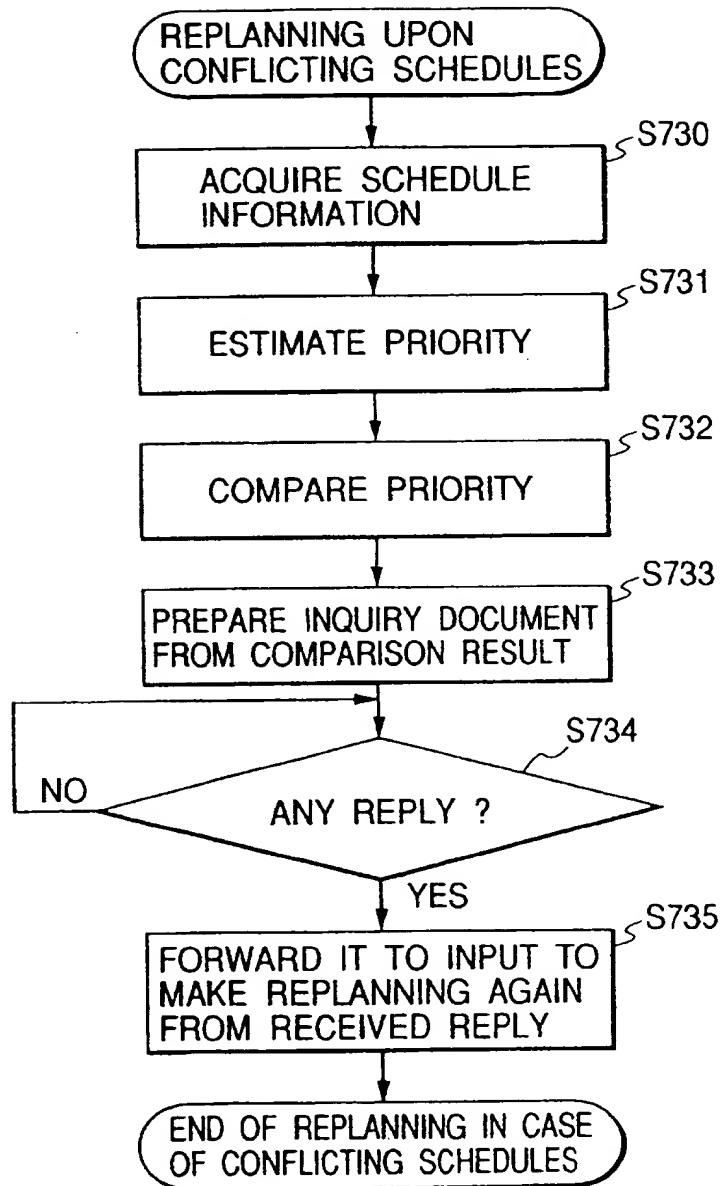 REPLANNING UPON
CONFLICTING SCHEDULES
S730
ACQUIRE SCHEDULE
INFORMATION
S731
ESTIMATE PRIORITY
S732
COMPARE PRIORITY
S733
PREPARE INQUIRY DOCUMENT
FROM COMPARISON RESULT
S734
NO
ANY REPLY ?
YES
S735
FORWARD IT TO INPUT TO
MAKE REPLANNING AGAIN
FROM RECEIVED REPLY
END OF REPLANNING IN CASE
OF CONFLICTING SCHEDULES